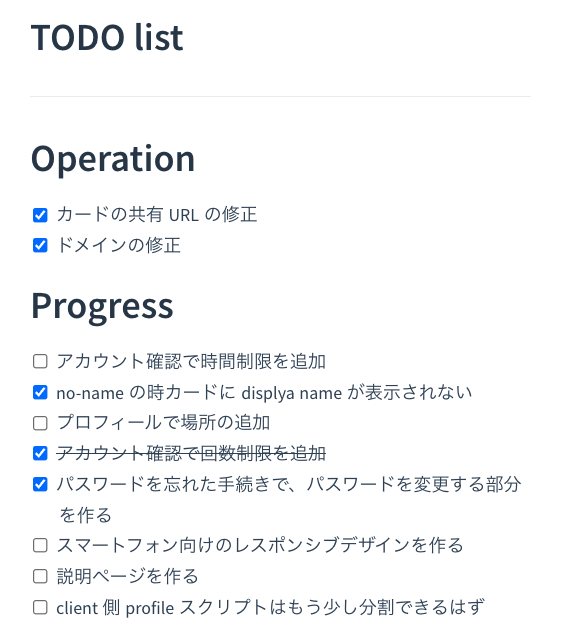 TODO list
Operation
カードの共有 URL の修正
ドメインの修正
Progress
アカウント確認で時間制限を追加
no-name の時カードに displya name が表示されない
プロフィールで場所の追加
アカウント確認で回数制限を追加
パスワードを忘れた手続きで、パスワードを変更する部分
を作る
スマートフォン向けのレスポンシブデザインを作る
説明ページを作る
client 側 profile スクリプトはもう少し分割できるはず